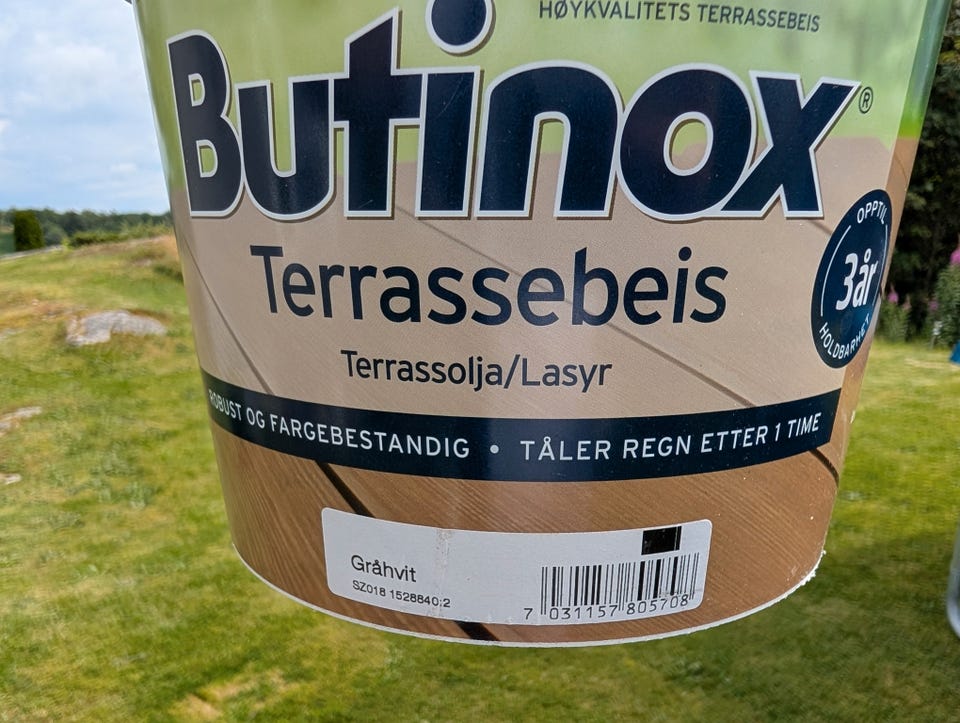 HØYKVALITETS TERRASSEBEIS
Butinox®
Terrassebeis
Terrassolja/Lasyr
OPPTIL
3år
HOLDBARHET
ROBUST OG FARGEBESTANDIG • TÅLER REGN ETTER 1 TIME
Gråhvit
SZ018 1528840:2
7 031157 805708